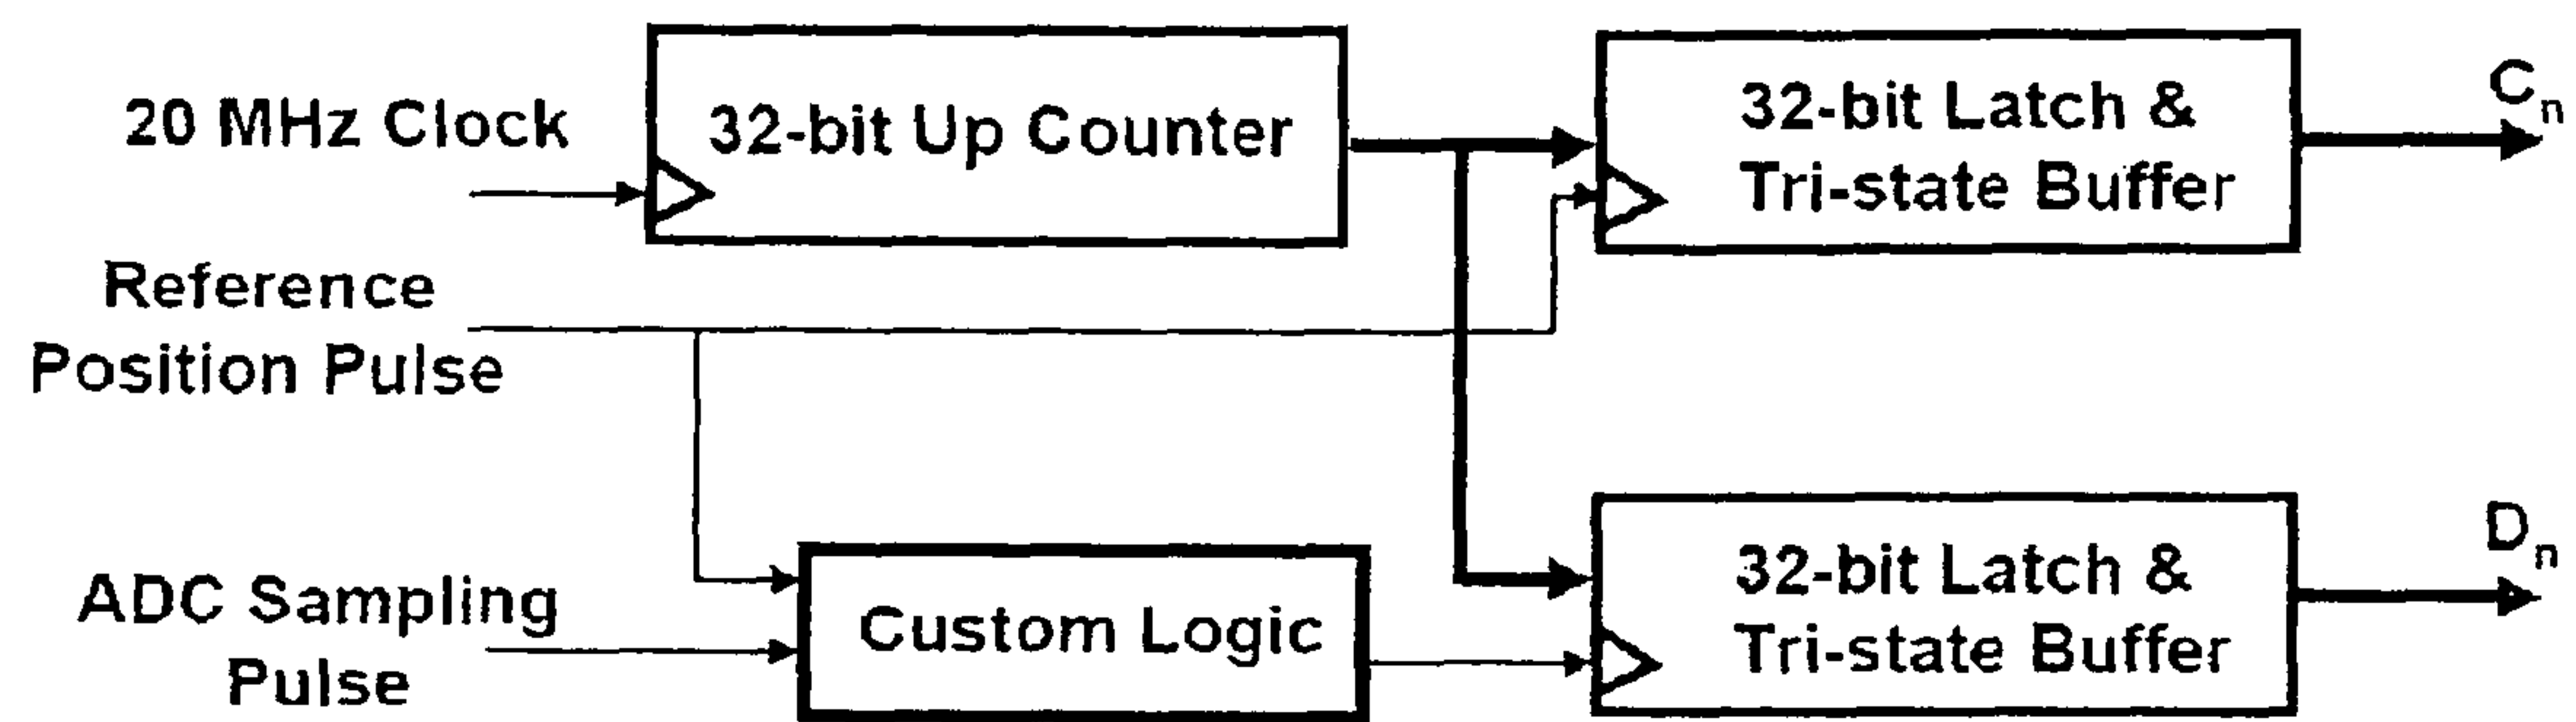 20 MHz Clock
32-bit Up Counter
32-bit Latch &
Tri-state Buffer
Cn
Reference
Position Pulse
ADC Sampling
Pulse
Custom Logic
32-bit Latch &
Tri-state Buffer
Dn